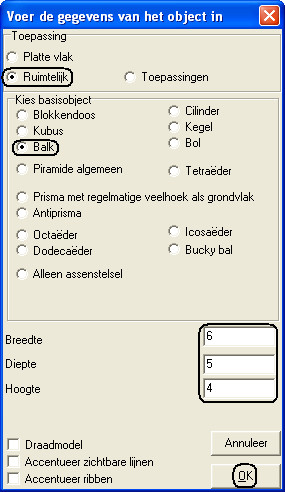 Voer de gegevens van het object in
Toepassing
Platte vlak
Ruimtelijk
Toepassingen
Kies basisobject
Blokkendoos
Cilinder
Kubus
Kegel
Balk
Bol
Piramide algemeen
Tetraëder
Prisma met regelmatige veelhoek als grondvlak
Antiprisma
Octaëder
Icosaëder
Dodecaëder
Bucky bal
Alleen assenstelsel
Breedte
6
Diepte
5
Hoogte
4
Draadmodel
Annuleer
Accentueer zichtbare lijnen
Accentueer ribben
OK